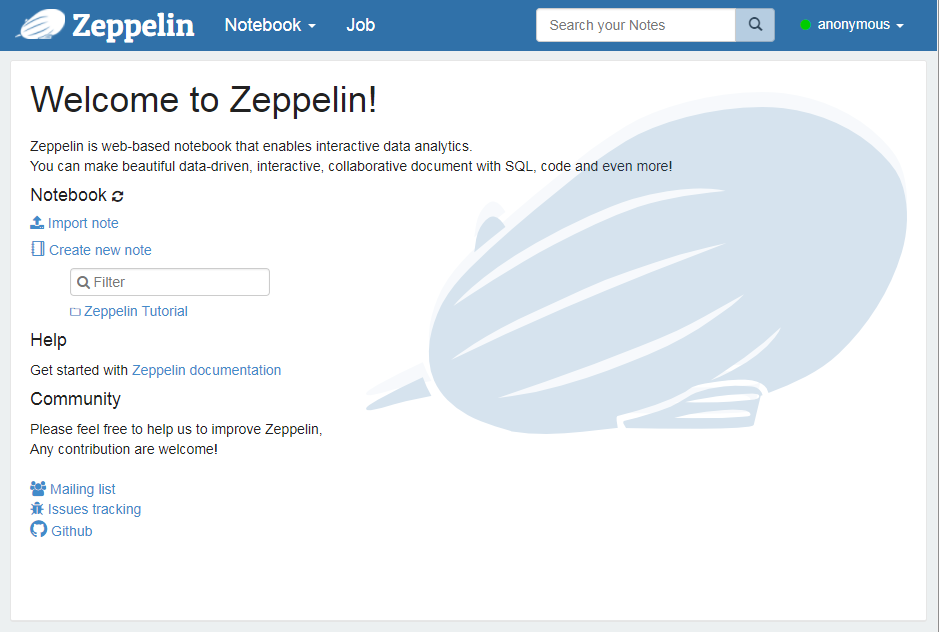 Zeppelin
Notebook
Job
Search your Notes
anonymous
Welcome to Zeppelin!
Zeppelin is web-based notebook that enables interactive data analytics.
You can make beautiful data-driven, interactive, collaborative document with SQL, code and even more!
Notebook
Import note
Create new note
Filter
Zeppelin Tutorial
Help
Get started with Zeppelin documentation
Community
Please feel free to help us to improve Zeppelin,
Any contribution are welcome!
Mailing list
Issues tracking
Github